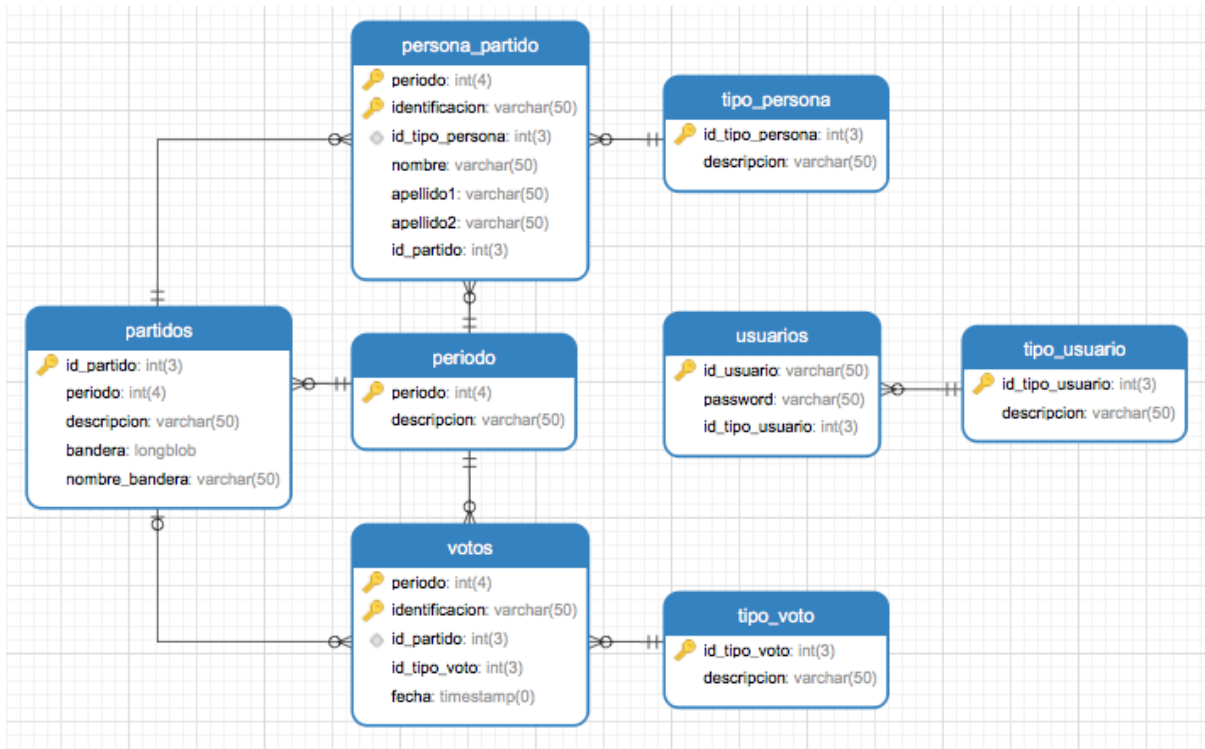 persona_partido
periodo: int(4)
identificacion: varchar(50)
id_tipo_persona: int(3)
nombre: varchar(50)
apellido1: varchar(50)
apellido2: varchar(50)
id_partido: int(3)
tipo_persona
id_tipo_persona: int(3)
descripcion: varchar(50)
partidos
id_partido: int(3)
periodo: int(4)
descripcion: varchar(50)
bandera: longblob
nombre_bandera: varchar(50)
periodo
periodo: int(4)
descripcion: varchar(50)
usuarios
id_usuario: varchar(50)
password: varchar(50)
id_tipo_usuario: int(3)
tipo_usuario
id_tipo_usuario: int(3)
descripcion: varchar(50)
votos
periodo: int(4)
identificacion: varchar(50)
id_partido: int(3)
id_tipo_voto: int(3)
fecha: timestamp(0)
tipo_voto
id_tipo_voto: int(3)
descripcion: varchar(50)